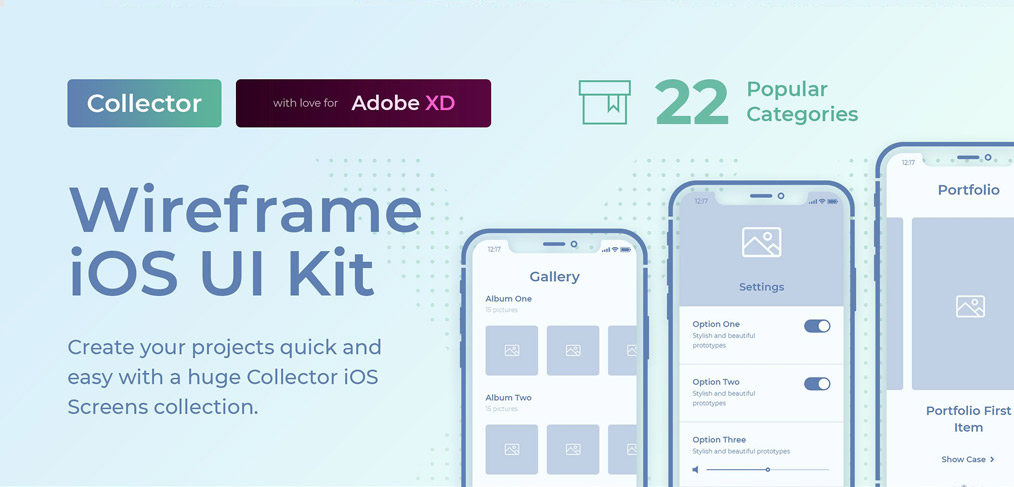 Collector
with love for Adobe XD
22
Popular
Categories
Wireframe
iOS UI Kit
Create your projects quick and
easy with a huge Collector iOS
Screens collection.
12:17
Gallery
Album One
15 pictures
Album Two
15 pictures
12:17
Settings
Option One
Stylish and beautiful
prototypes
Option Two
Stylish and beautiful
prototypes
Option Three
Stylish and beautiful prototypes
12:17
Portfolio
Portfolio First
Item
Show Case